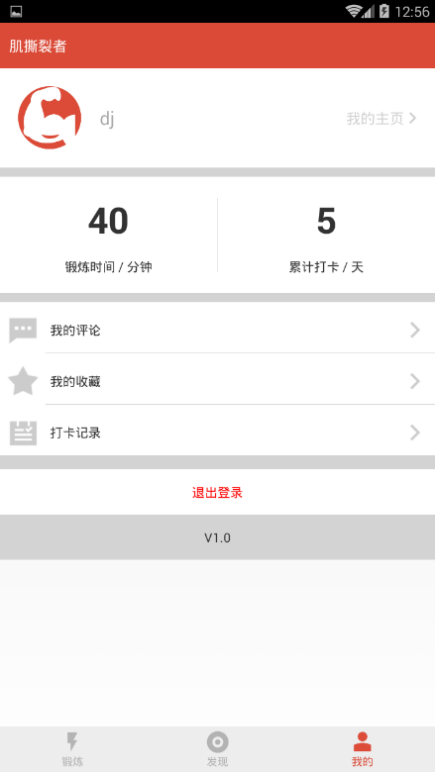 12:56
肌撕裂者
dj
我的主页
40
5
锻炼时间 / 分钟
累计打卡 / 天
我的评论
我的收藏
打卡记录
退出登录
V1.0
锻炼
发现
我的